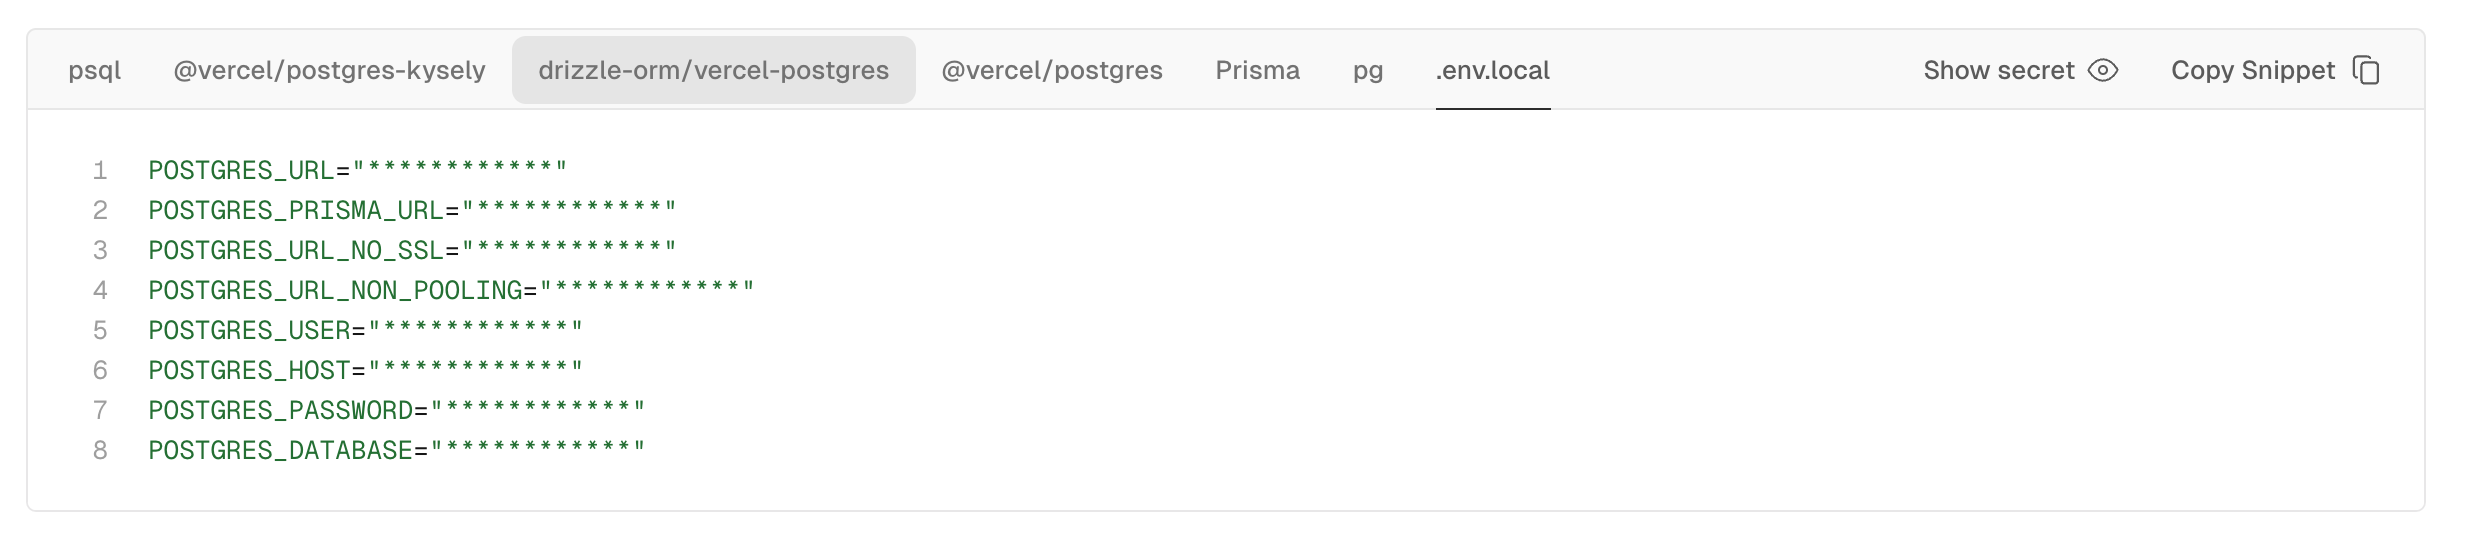 psql @vercel/postgres-kysely drizzle-orm/vercel-postgres @vercel/postgres Prisma pg .env.local Show secret Copy Snippet
1 POSTGRES_URL="************"
2 POSTGRES_PRISMA_URL="************"
3 POSTGRES_URL_NO_SSL="************"
4 POSTGRES_URL_NON_POOLING="************"
5 POSTGRES_USER="************"
6 POSTGRES_HOST="************"
7 POSTGRES_PASSWORD="************"
8 POSTGRES_DATABASE="************"